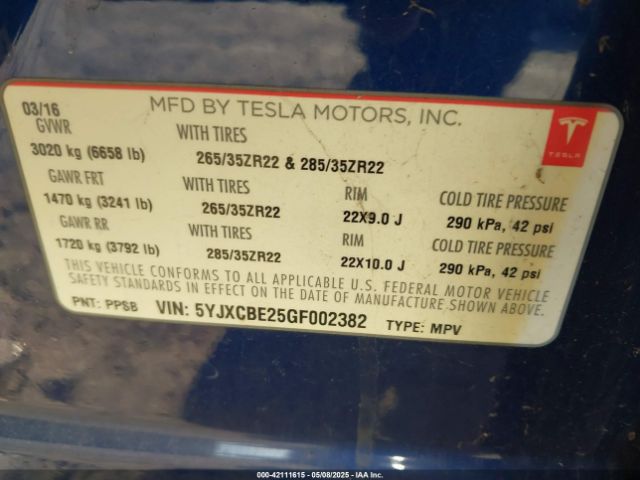 03/16 MFD BY TESLA MOTORS, INC.
GVWR WITH TIRES
3020 kg (6658 lb) 265/35ZR22 & 285/35ZR22
GAWR FRT WITH TIRES RIM COLD TIRE PRESSURE
1470 kg (3241 lb) 265/35ZR22 22X9.0 J 290 kPa, 42 psi
GAWR RR WITH TIRES RIM COLD TIRE PRESSURE
1720 kg (3792 lb) 285/35ZR22 22X10.0 J 290 kPa, 42 psi
THIS VEHICLE CONFORMS TO ALL APPLICABLE U.S. FEDERAL MOTOR VEHICLE
SAFETY STANDARDS IN EFFECT ON THE DATE OF MANUFACTURE SHOWN ABOVE.
PNT: PPSB VIN: 5YJXCBE25GF002382 TYPE: MPV
TESLA
000-42111615 - 05/08/2025 - IAA Inc.